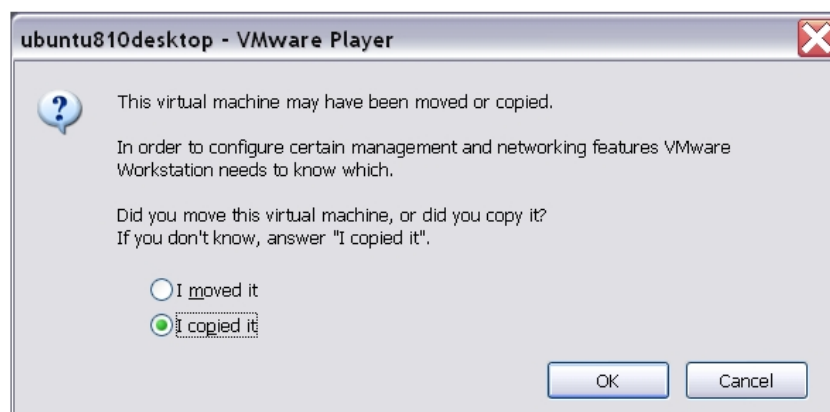 ubuntu810desktop - VMware Player
This virtual machine may have been moved or copied.
In order to configure certain management and networking features VMware
Workstation needs to know which.
Did you move this virtual machine, or did you copy it?
If you don't know, answer "I copied it".
I moved it
I copied it
OK Cancel